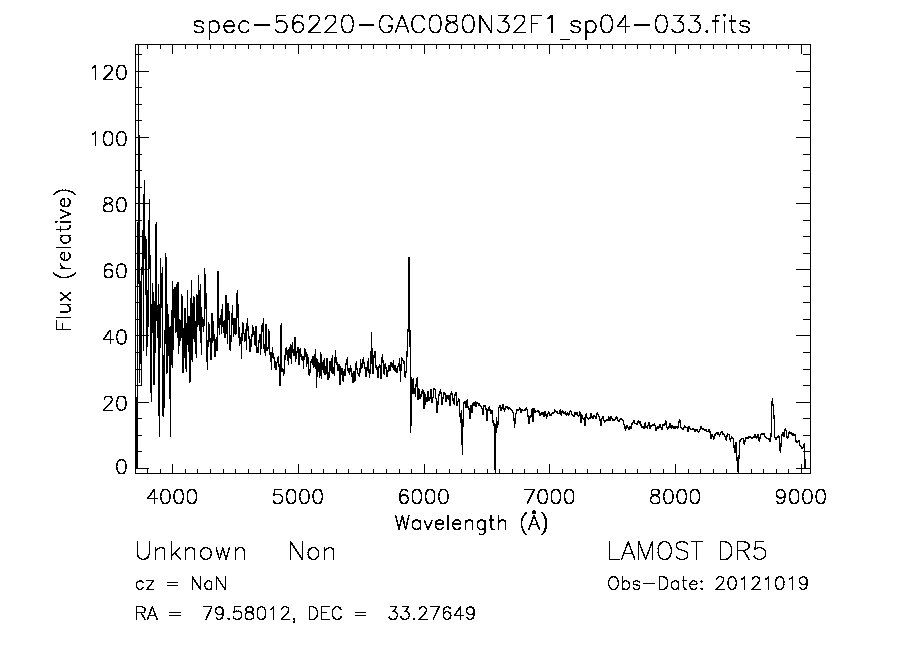 spec-56220-GAC080N32F1_sp04-033.fits
120
100
80
60
40
20
0
Flux (relative)
4000 5000 6000 7000 8000 9000
Wavelength (Å)
Unknown Non LAMOST DR5
cz = NaN Obs-Date: 20121019
RA = 79.58012, DEC = 33.27649